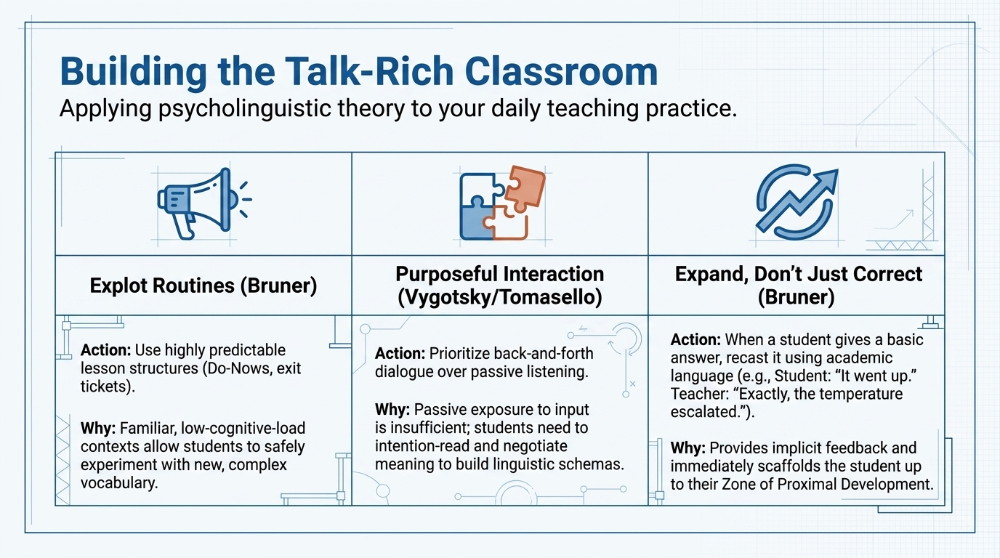 Building the Talk-Rich Classroom
Applying psycholinguistic theory to your daily teaching practice.
Explot Routines (Bruner)
Action: Use highly predictable
lesson structures (Do-Nows, exit
tickets).
Why: Familiar, low-cognitive-load
contexts allow students to safely
experiment with new, complex
vocabulary.
Purposeful Interaction
(Vygotsky/Tomasello)
Action: Prioritize back-and-forth
dialogue over passive listening.
Why: Passive exposure to input
is insufficient; students need to
intention-read and negotiate
meaning to build linguistic schemas.
Expand, Don’t Just Correct
(Bruner)
Action: When a student gives a basic
answer, recast it using academic
language (e.g., Student: “It went up.”
Teacher: “Exactly, the temperature
escalated.”).
Why: Provides implicit feedback and
immediately scaffolds the student up
to their Zone of Proximal Development.